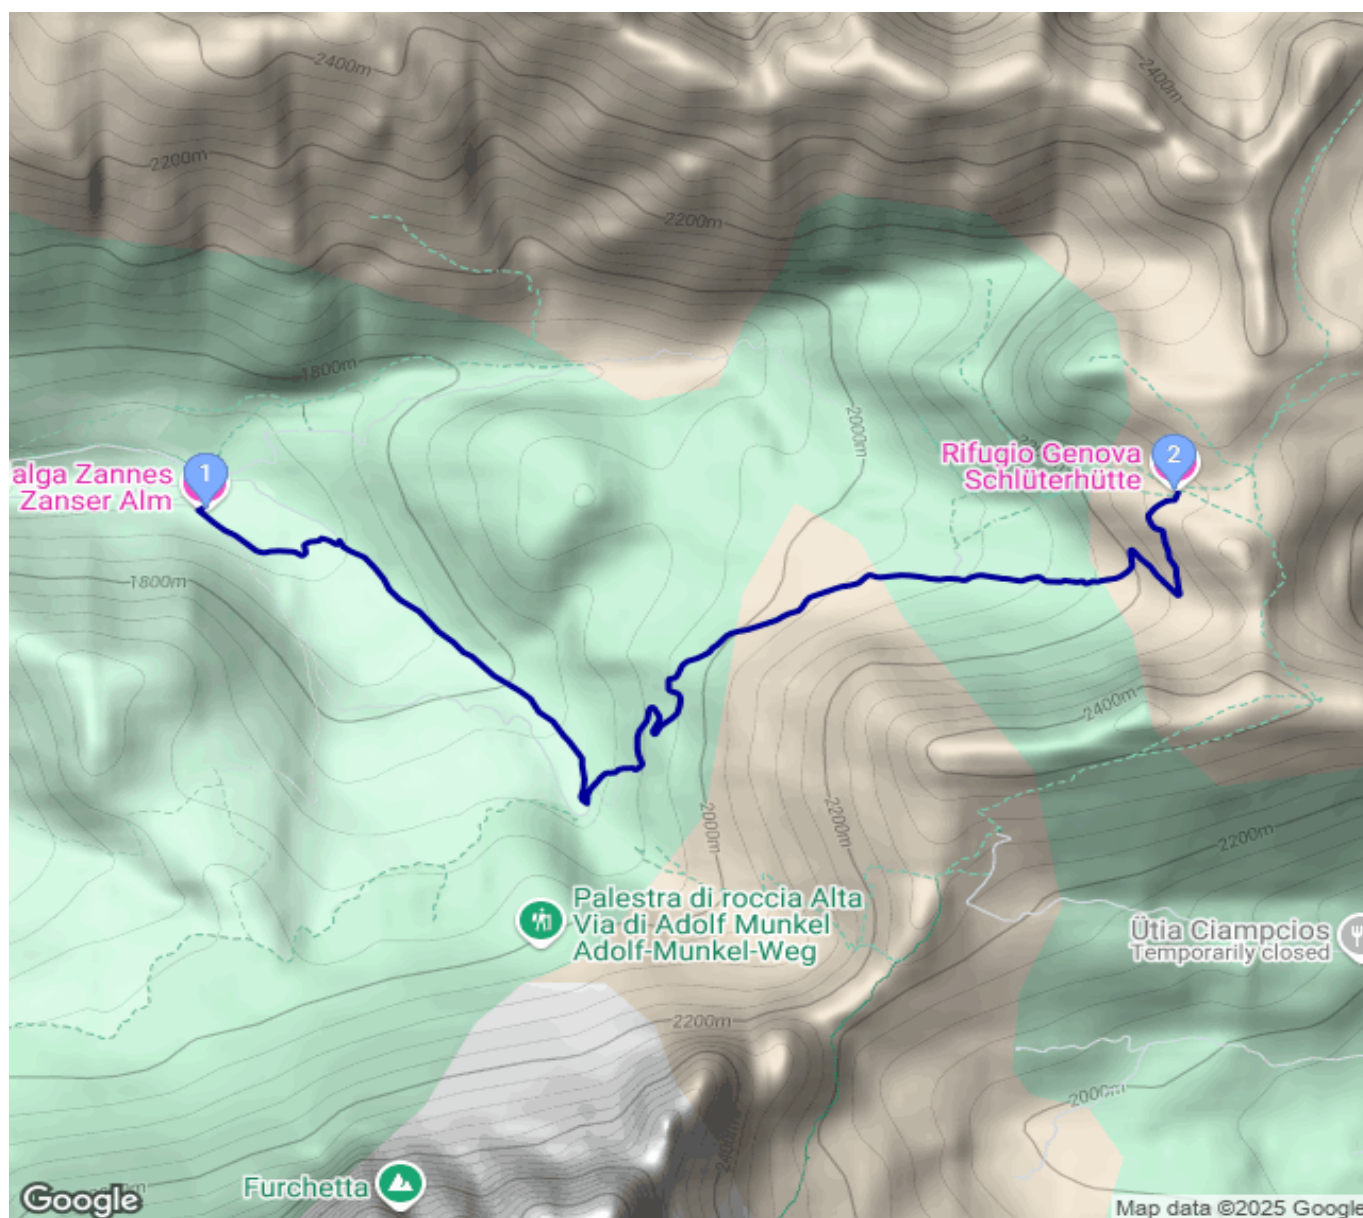 2400m
2400m
2200m
2200m
1800m
2000m
alga Zannes
Zanser Alm
1
Rifugio Genova
Schlüterhütte
2
1800m
2400m
2000m
2200m
2200m
Palestra di roccia Alta
Via di Adolf Munkel
Adolf-Munkel-Weg
Ütia Ciampcios
Temporarily closed
2200m
2000m
2400m
Furchetta
Google
Map data ©2025 Google